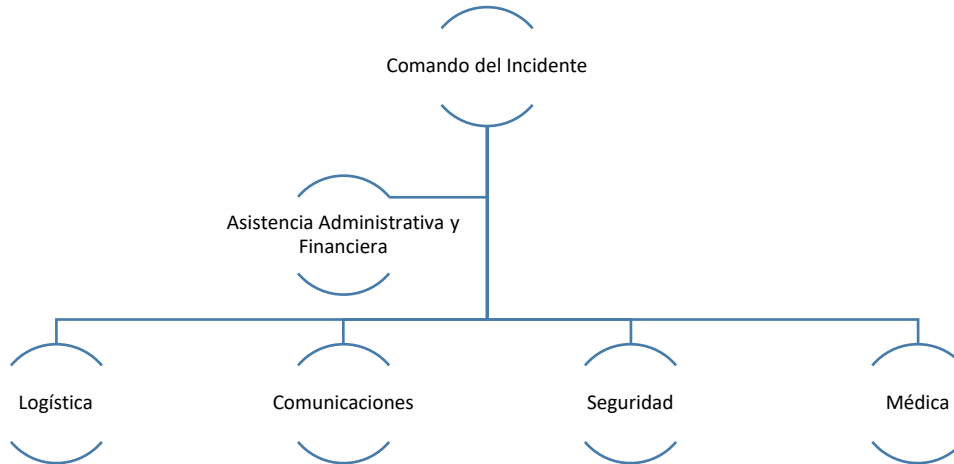 Comando del Incidente
Asistencia Administrativa y
Financiera
Logística
Comunicaciones
Seguridad
Médica